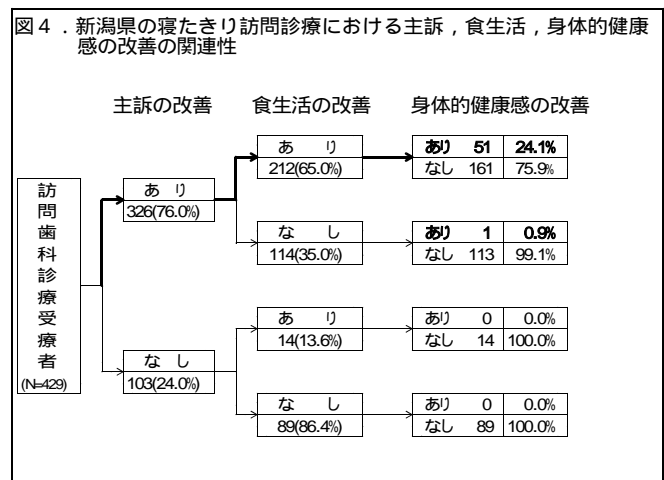 図４．新潟県の寝たきり訪問診療における主訴，食生活，身体的健康
感の改善の関連性
主訴の改善　食生活の改善　身体的健康感の改善
訪問歯科診療受療者
(N=429)
あ　り
326(76.0%)
な　し
103(24.0%)
あ　り
212(65.0%)
な　し
114(35.0%)
あ　り
14(13.6%)
な　し
89(86.4%)
あり　51　24.1%
なし　161　75.9%
あり　1　0.9%
なし　113　99.1%
あり　0　0.0%
なし　14　100.0%
あり　0　0.0%
なし　89　100.0%